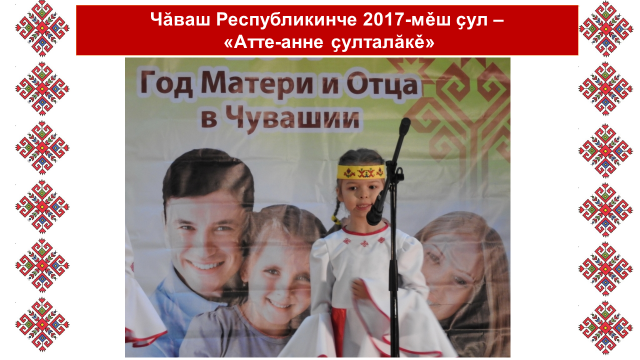 Чӑваш Республикинче 2017-мӗш ҫул –
«Атте-анне ҫулталӑкӗ»
Год Матери и Отца
в Чувашии